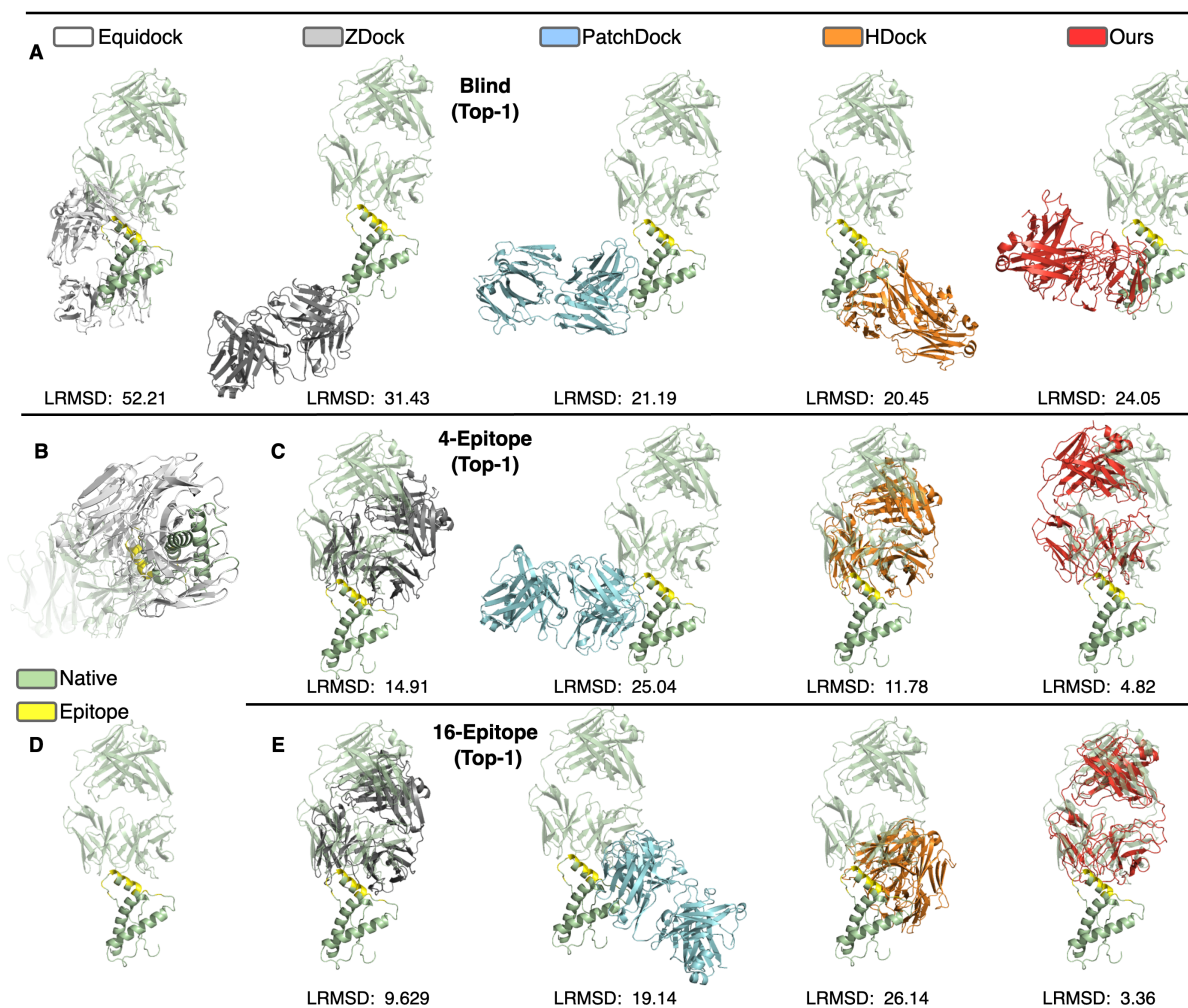 Equidock
ZDock
PatchDock
HDock
Ours
A
Blind
(Top-1)
LRMSD: 52.21
LRMSD: 31.43
LRMSD: 21.19
LRMSD: 20.45
LRMSD: 24.05
B
C
4-Epitope
(Top-1)
LRMSD: 14.91
LRMSD: 25.04
LRMSD: 11.78
LRMSD: 4.82
Native
Epitope
D
E
16-Epitope
(Top-1)
LRMSD: 9.629
LRMSD: 19.14
LRMSD: 26.14
LRMSD: 3.36